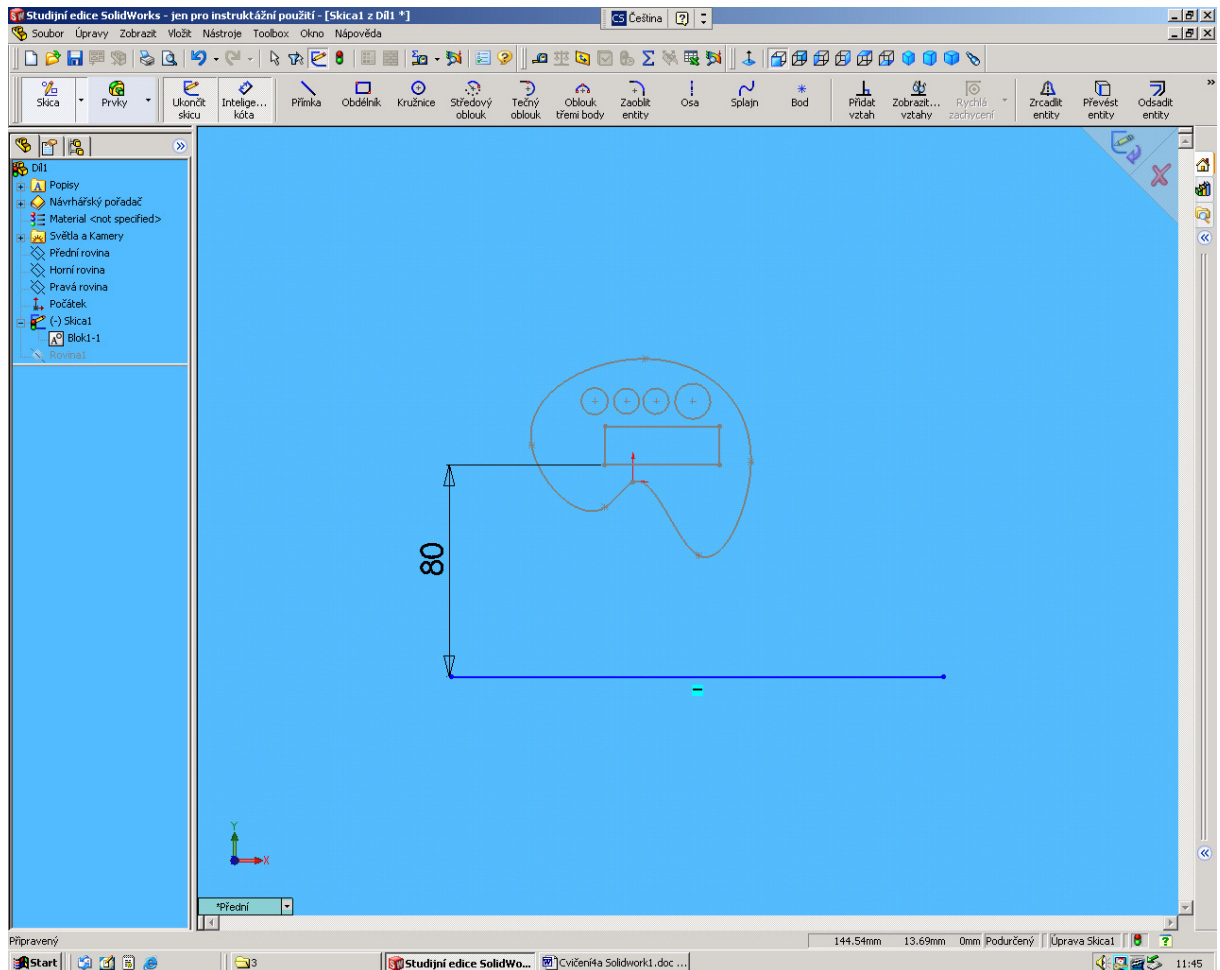 Studijní edice SolidWorks - jen pro instruktážní použití - [Skica1 z Díl1 *]
CS Čeština
Soubor Úpravy Zobrazit Vložit Nástroje Toolbox Okno Nápověda
Skica
Prvky
Ukončit skicu
Intelige... kóta
Přímka
Obdélník
Kružnice
Středový oblouk
Tečný oblouk
Oblouk třemi body
Zaoblit entity
Osa
Splajn
Bod
Přidat vztah
Zobrazit... vztahy
Rychlá zachycení
Zrcadlit entity
Převést entity
Odsadit entity
Díl1
Popisy
Návrhářský pořadač
Material <not specified>
Světla a Kamery
Přední rovina
Horní rovina
Pravá rovina
Počátek
(-) Skica1
Blok1-1
Rovina1
80
Y
X
*Přední
Připravený
144.54mm 13.69mm 0mm Podurčený Úprava Skica1
Start
3
Studijní edice SolidWo...
Cvičení4a Solidwork1.doc ...
11:45